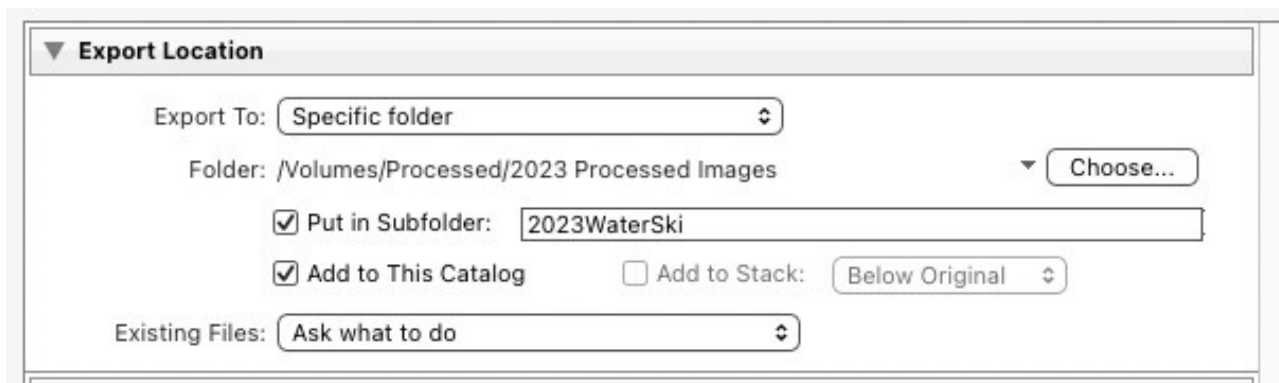 Export Location
Export To: Specific folder
Folder: /Volumes/Processed/2023 Processed Images Choose...
Put in Subfolder: 2023WaterSki
Add to This Catalog Add to Stack: Below Original
Existing Files: Ask what to do